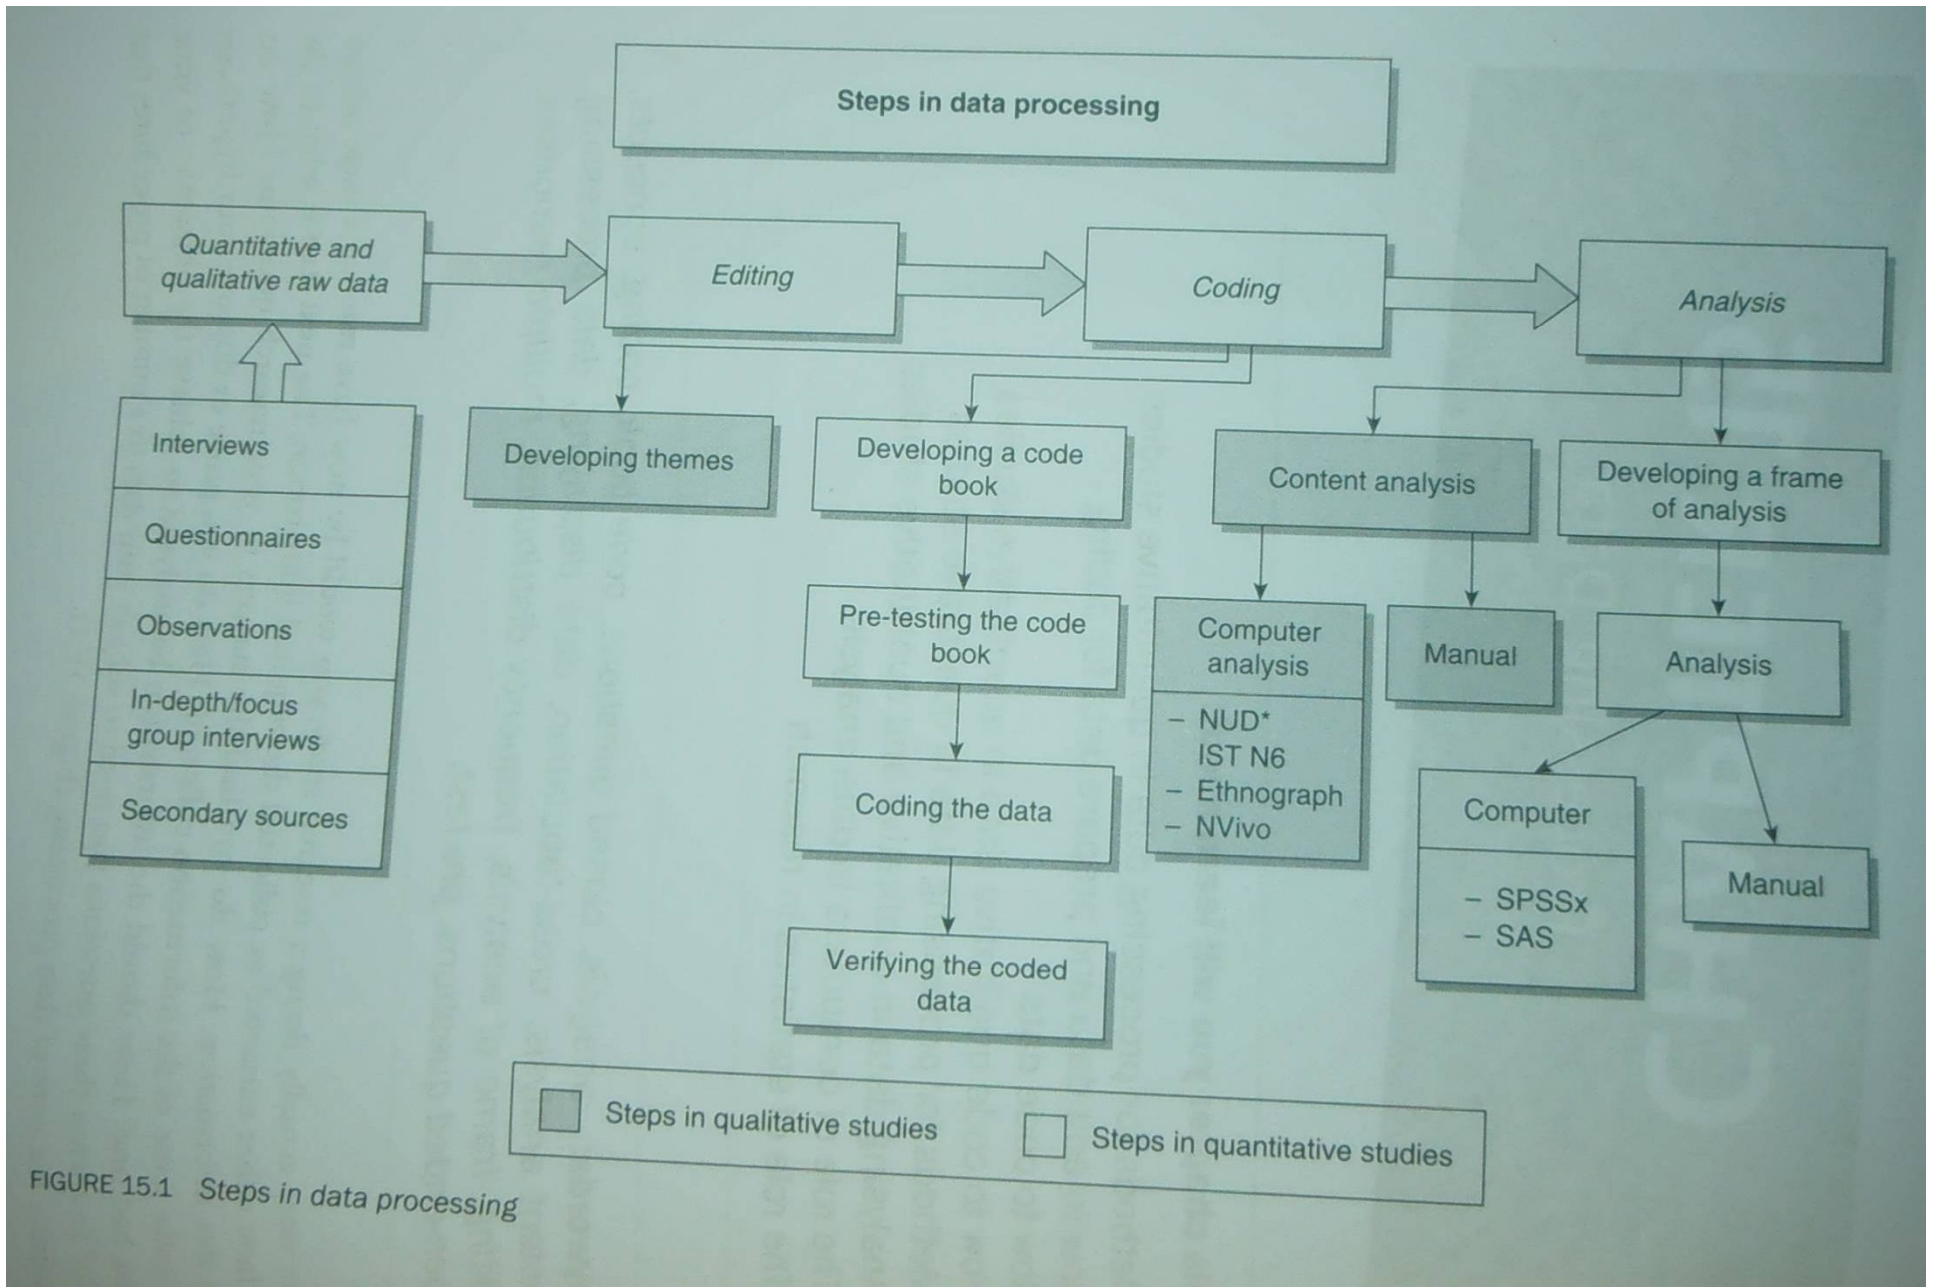 Steps in data processing
Quantitative and
qualitative raw data
Editing
Coding
Analysis
Interviews
Questionnaires
Observations
In-depth/focus
group interviews
Secondary sources
Developing themes
Developing a code
book
Pre-testing the code
book
Coding the data
Verifying the coded
data
Content analysis
Computer
analysis
– NUD*
IST N6
– Ethnograph
– NVivo
Manual
Developing a frame
of analysis
Analysis
Computer
– SPSSx
– SAS
Manual
Steps in qualitative studies
Steps in quantitative studies
FIGURE 15.1 Steps in data processing